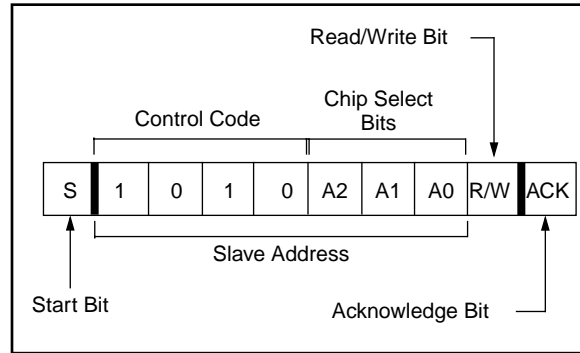 Read/Write Bit
Chip Select
Bits
Control Code
S 1 0 1 0 A2 A1 A0 R/W ACK
Slave Address
Start Bit
Acknowledge Bit